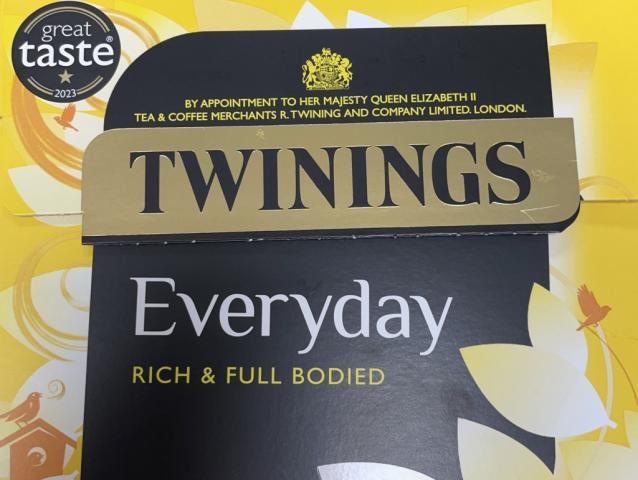 great
taste®
2023
BY APPOINTMENT TO HER MAJESTY QUEEN ELIZABETH II
TEA & COFFEE MERCHANTS R. TWINING AND COMPANY LIMITED. LONDON.
TWININGS
Everyday
RICH & FULL BODIED